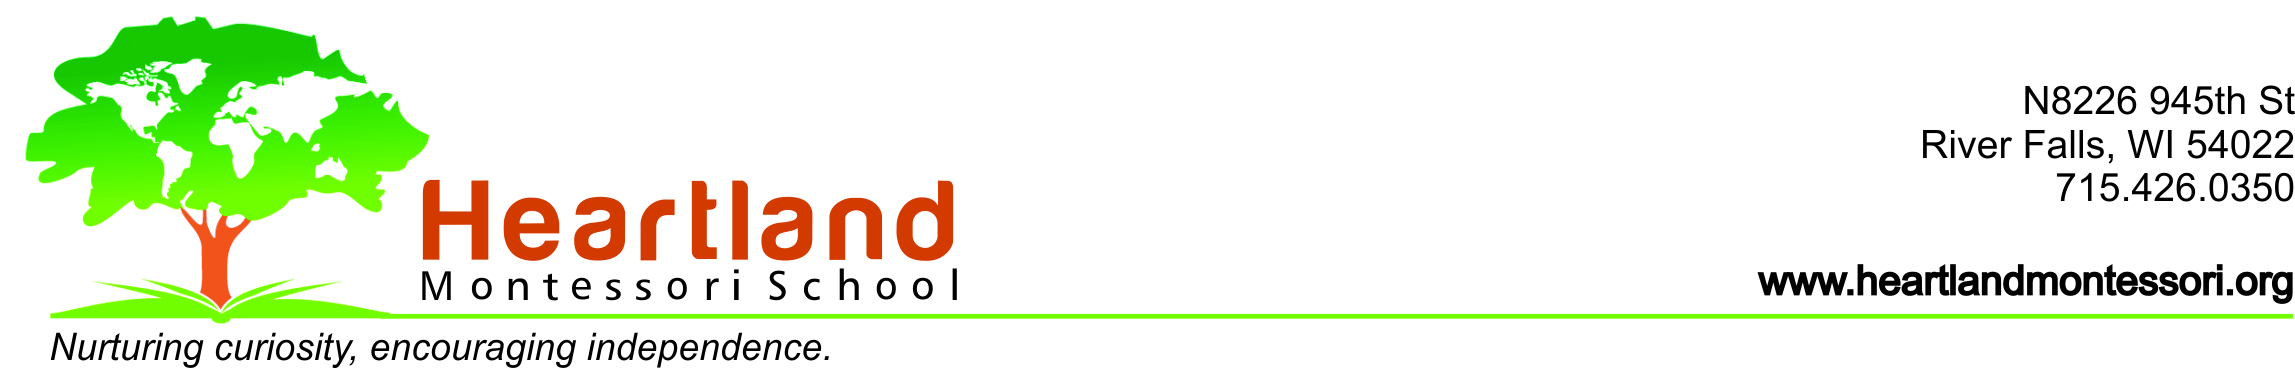 Heartland
Montessori School
Nurturing curiosity, encouraging independence.
N8226 945th St
River Falls, WI 54022
715.426.0350
www.heartlandmontessori.org